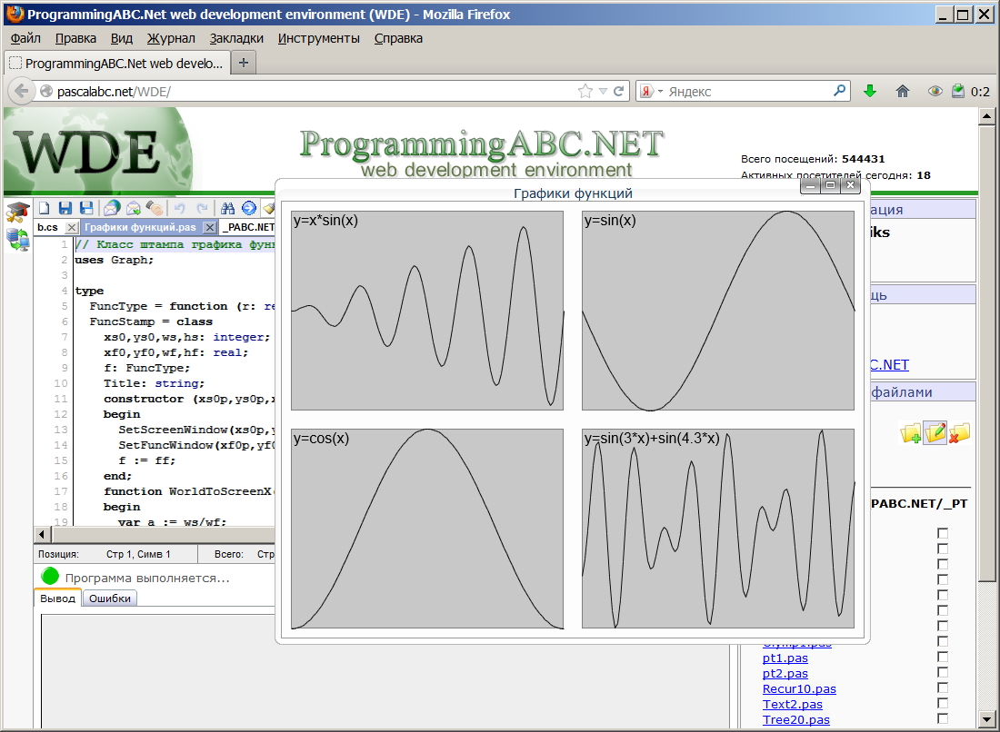 ProgrammingABC.Net web development environment (WDE) - Mozilla Firefox
Файл Правка Вид Журнал Закладки Инструменты Справка
ProgrammingABC.Net web develo... +
pascalabc.net/WDE/
Яндекс
0:2
WDE
ProgrammingABC.NET
web development environment
Всего посещений: 544431
Активных посетителей сегодня: 18
b.cs Графики функций.pas _PABC.NET
1 // Класс штампа графика фун
2 uses Graph;
3
4 type
5 FuncType = function (r: re
6 FuncStamp = class
7 xs0,ys0,ws,hs: integer;
8 xf0,yf0,wf,hf: real;
9 f: FuncType;
10 Title: string;
11 constructor (xs0p,ys0p,
12 begin
13 SetScreenWindow(xs0p,y
14 SetFuncWindow(xf0p,yf0
15 f := ff;
16 end;
17 function WorldToScreenX
18 begin
19 var a := ws/wf;
Позиция: Стр 1, Симв 1 Всего: Стр
Программа выполняется...
Вывод Ошибки
Графики функций
y=x*sin(x)
y=sin(x)
y=cos(x)
y=sin(3*x)+sin(4.3*x)
ация
iks
щь
C.NET
файлами
PABC.NET/_PT
Olymp1.pas
pt1.pas
pt2.pas
Recur10.pas
Text2.pas
Tree20.pas